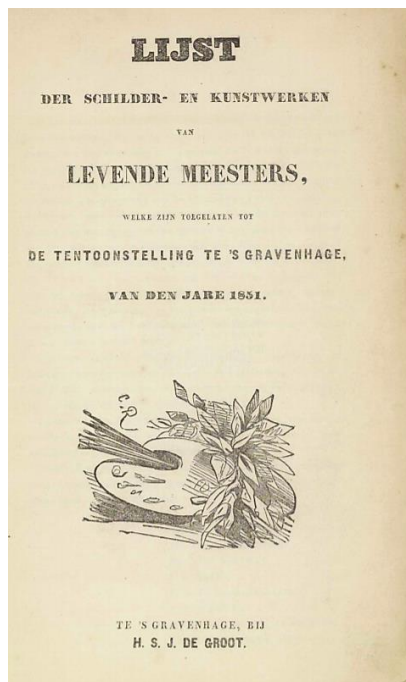 LIJST
DER SCHILDER- EN KUNSTWERKEN
VAN
LEVENDE MEESTERS,
WELKE ZIJN TOEGELATEN TOT
DE TENTOONSTELLING TE 'S GRAVENHAGE,
VAN DEN JARE 1851.
C.R
TE 'S GRAVENHAGE, BIJ
H. S. J. DE GROOT.